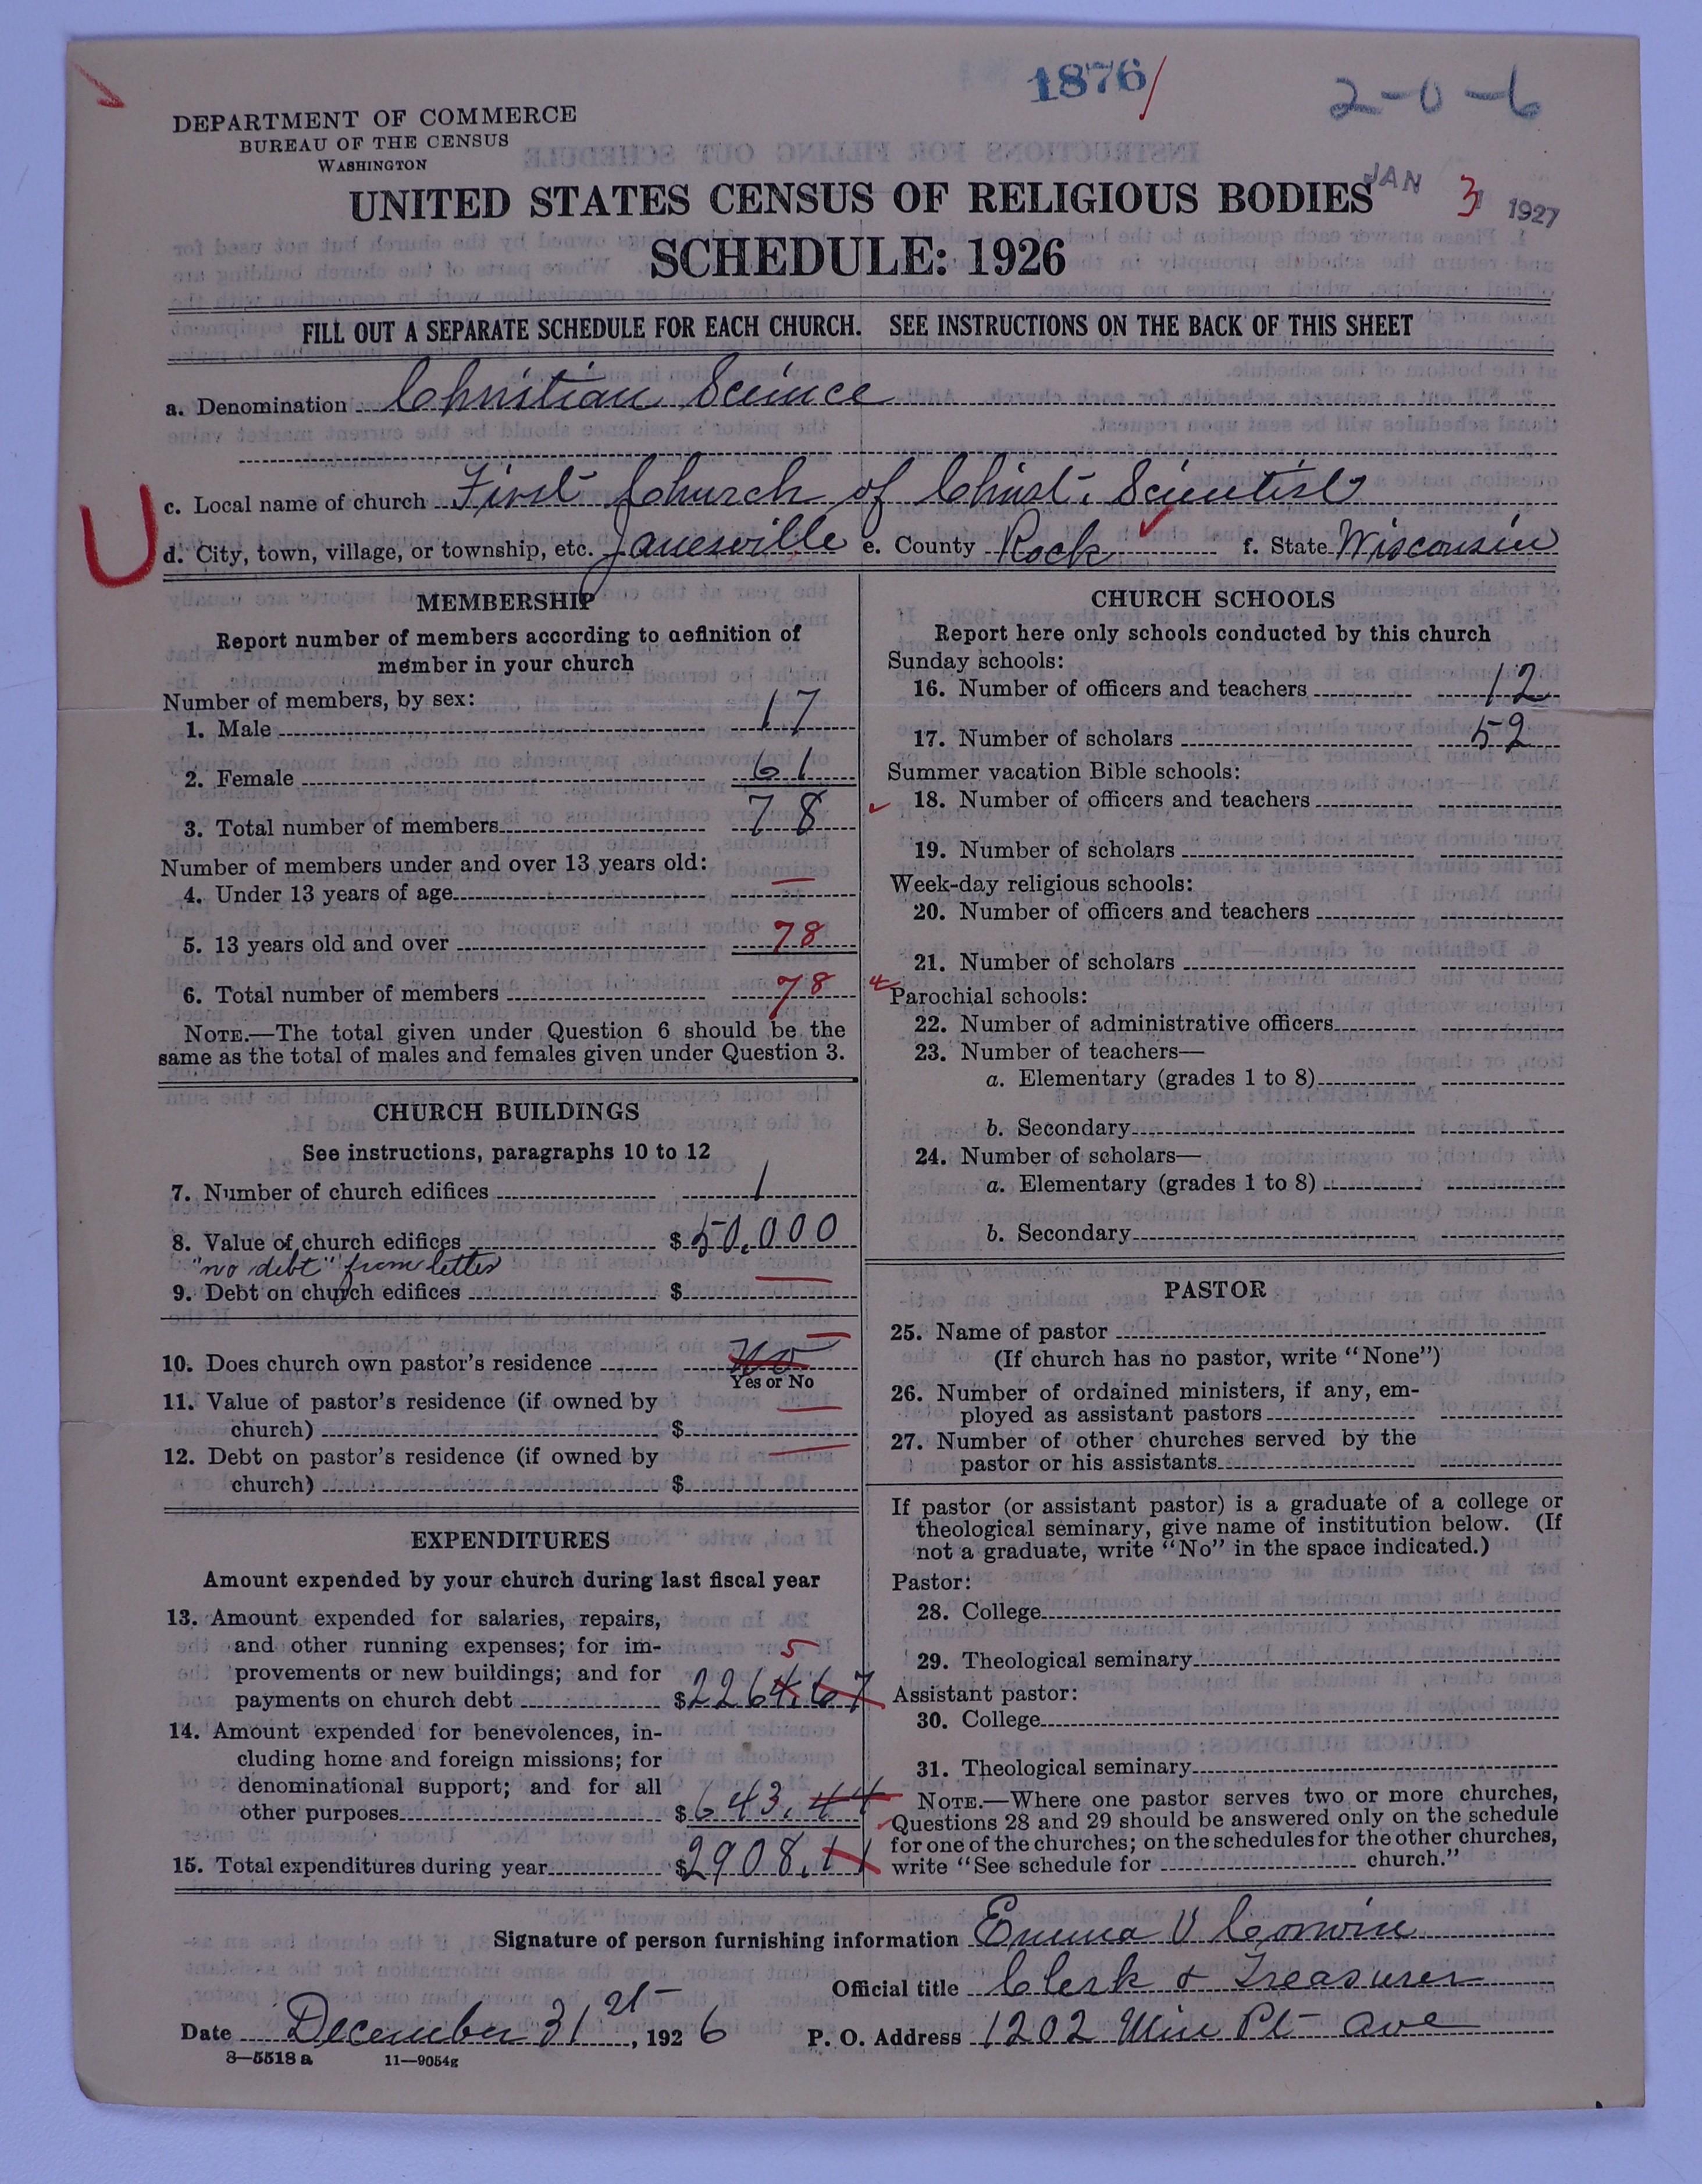 1876
2-0-6
DEPARTMENT OF COMMERCE
BUREAU OF THE CENSUS
WASHINGTON
JAN 3 1927
UNITED STATES CENSUS OF RELIGIOUS BODIES
SCHEDULE: 1926
FILL OUT A SEPARATE SCHEDULE FOR EACH CHURCH. SEE INSTRUCTIONS ON THE BACK OF THIS SHEET
a. Denomination Christian Science
c. Local name of church First Church of Christ, Scientist
U
d. City, town, village, or township, etc. Janesville e. County Rock f. State Wisconsin
MEMBERSHIP
Report number of members according to definition of
member in your church
Number of members, by sex:
1. Male 17
2. Female 61
3. Total number of members 78
Number of members under and over 13 years old:
4. Under 13 years of age —
5. 13 years old and over 78
6. Total number of members 78
NOTE.—The total given under Question 6 should be the
same as the total of males and females given under Question 3.
CHURCH BUILDINGS
See instructions, paragraphs 10 to 12
7. Number of church edifices 1
8. Value of church edifices $50,000
"no debt" from letter
9. Debt on church edifices $ —
10. Does church own pastor's residence No —
Yes or No
11. Value of pastor's residence (if owned by
church) $ —
12. Debt on pastor's residence (if owned by
church) $ —
EXPENDITURES
Amount expended by your church during last fiscal year
13. Amount expended for salaries, repairs,
and other running expenses; for im-
provements or new buildings; and for
5
payments on church debt $2264.67
14. Amount expended for benevolences, in-
cluding home and foreign missions; for
denominational support; and for all
other purposes $643.44
15. Total expenditures during year $2908.11
CHURCH SCHOOLS
Report here only schools conducted by this church
Sunday schools:
16. Number of officers and teachers 12
17. Number of scholars 52
Summer vacation Bible schools:
18. Number of officers and teachers
19. Number of scholars
Week-day religious schools:
20. Number of officers and teachers
21. Number of scholars
Parochial schools:
22. Number of administrative officers
23. Number of teachers—
a. Elementary (grades 1 to 8)
b. Secondary
24. Number of scholars—
a. Elementary (grades 1 to 8)
b. Secondary
PASTOR
25. Name of pastor
(If church has no pastor, write "None")
26. Number of ordained ministers, if any, em-
ployed as assistant pastors
27. Number of other churches served by the
pastor or his assistants
If pastor (or assistant pastor) is a graduate of a college or
theological seminary, give name of institution below. (If
not a graduate, write "No" in the space indicated.)
Pastor:
28. College
29. Theological seminary
Assistant pastor:
30. College
31. Theological seminary
NOTE.—Where one pastor serves two or more churches,
Questions 28 and 29 should be answered only on the schedule
for one of the churches; on the schedules for the other churches,
write "See schedule for church."
Signature of person furnishing information Emma V Corwin
Official title Clerk & Treasurer
Date December 31st, 1926 P. O. Address 1202 Min Pt Ave
8—5518 a 11—9054g